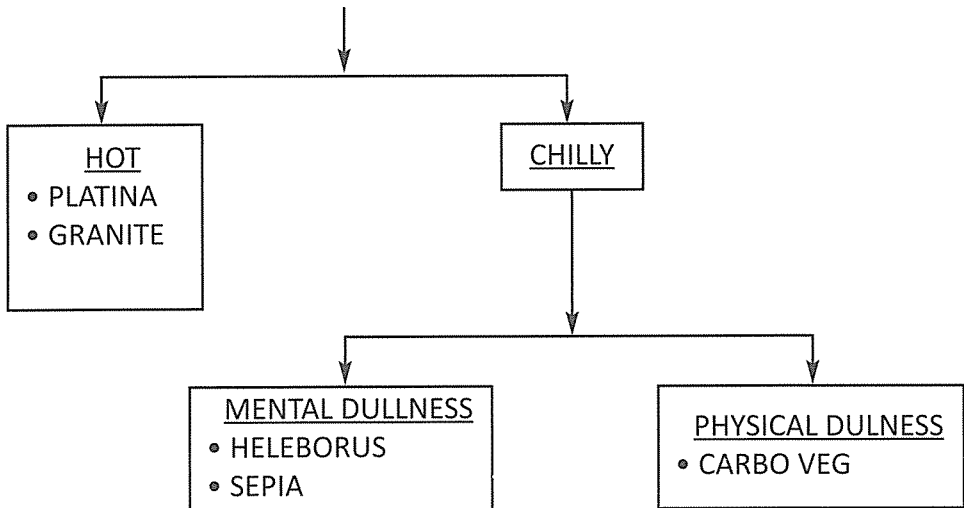 HOT
• PLATINA
• GRANITE
CHILLY
MENTAL DULLNESS
• HELEBORUS
• SEPIA
PHYSICAL DULNESS
• CARBO VEG